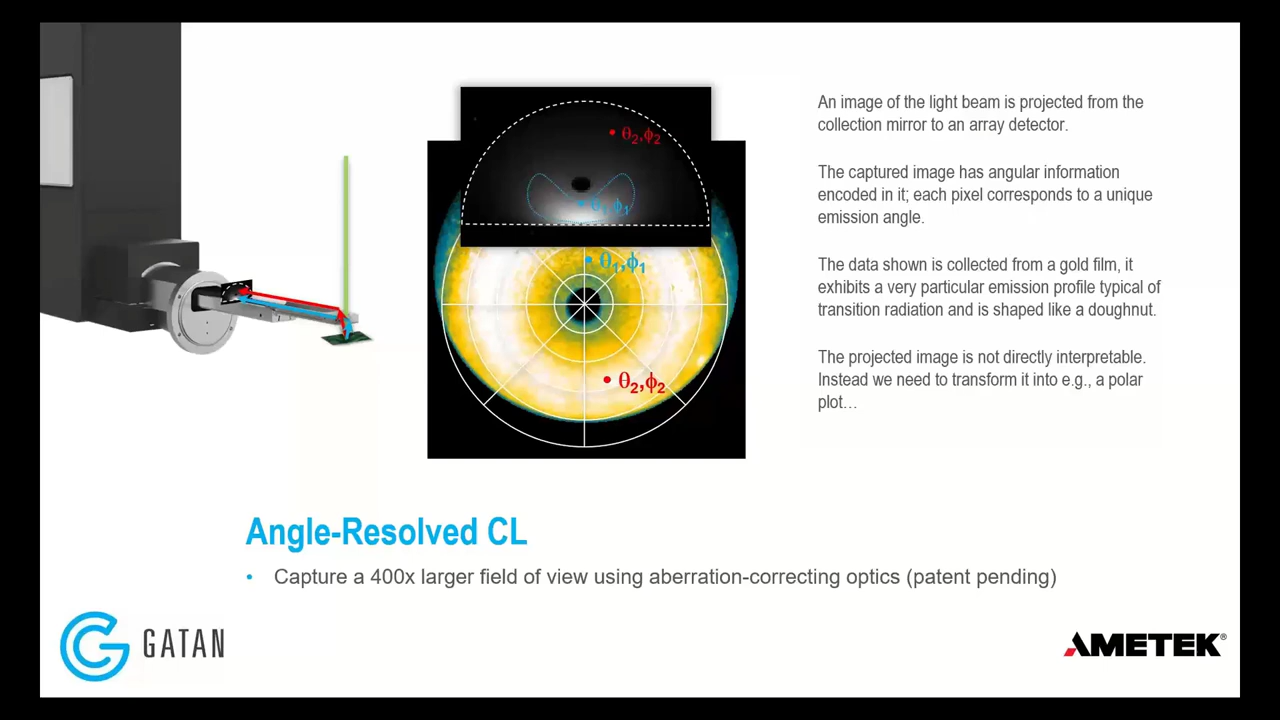 An image of the light beam is projected from the
collection mirror to an array detector.
The captured image has angular information
encoded in it; each pixel corresponds to a unique
emission angle.
The data shown is collected from a gold film, it
exhibits a very particular emission profile typical of
transition radiation and is shaped like a doughnut.
The projected image is not directly interpretable.
Instead we need to transform it into e.g., a polar
plot…
θ2,ϕ2
θ1,ϕ1
θ1,ϕ1
θ2,ϕ2
Angle-Resolved CL
• Capture a 400x larger field of view using aberration-correcting optics (patent pending)
GATAN
AMETEK®